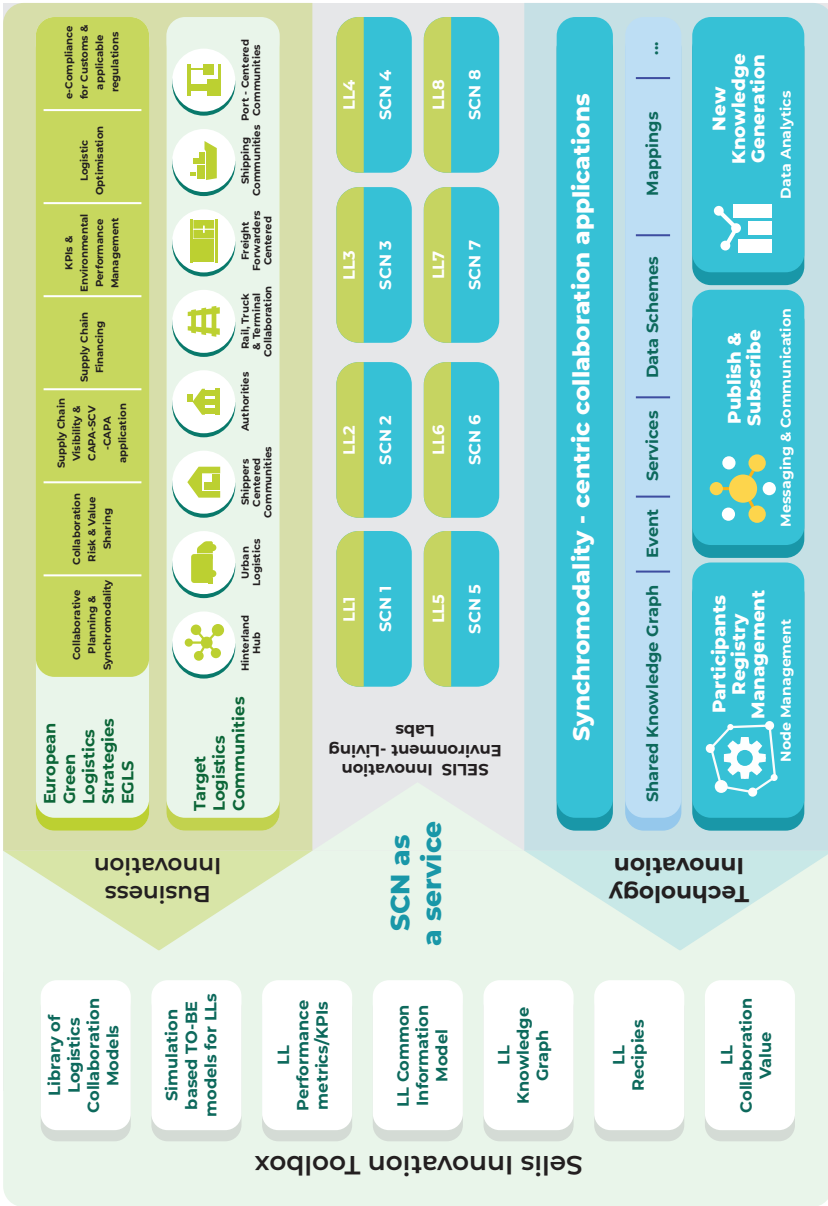 European
Green
Logistics
Strategies
EGLS
Collaborative
Planning &
Synchromodality
Collaboration
Risk & Value
Sharing
Supply Chain
Visibility &
CAPA-SCV
-CAPA
application
Supply Chain
Financing
KPIs &
Environmental
Performance
Management
Logistic
Optimisation
e-Compliance
for Customs &
applicable
regulations
Target
Logistics
Communities
Hinterland
Hub
Urban
Logistics
Shippers
Centered
Communities
Authorities
Rail, Truck
& Terminal
Collaboration
Freight
Forwarders
Centered
Shipping
Communities
Port - Centered
Communities
Business
Innovation
SELIS Innovation
Environment -Living
Labs
LL1
SCN 1
LL2
SCN 2
LL3
SCN 3
LL4
SCN 4
LL5
SCN 5
LL6
SCN 6
LL7
SCN 7
LL8
SCN 8
SCN as
a service
Technology
Innovation
Synchromodality - centric collaboration applications
Shared Knowledge Graph
Event
Services
Data Schemes
Mappings
...
Participants
Registry
Management
Node Management
Publish &
Subscribe
Messaging & Communication
New
Knowledge
Generation
Data Analytics
Selis Innovation Toolbox
Library of
Logistics
Collaboration
Models
Simulation
based TO-BE
models for LLs
LL
Performance
metrics/KPIs
LL Common
Information
Model
LL
Knowledge
Graph
LL
Recipies
LL
Collaboration
Value